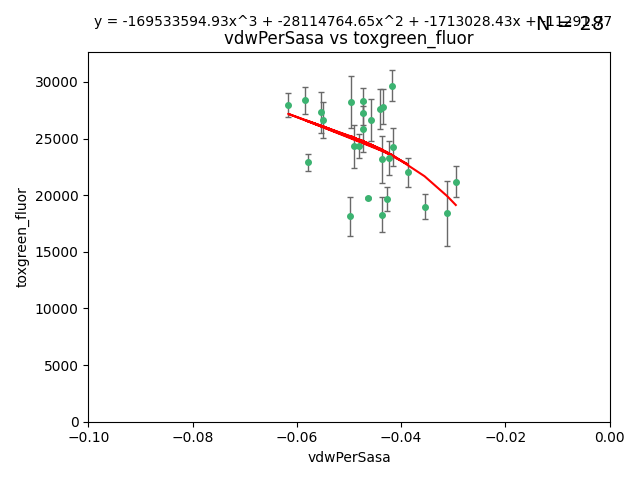 y = -169533594.93x^3 + -28114764.65x^2 + -1713028.43x +
N = 28
vdwPerSasa vs toxgreen_fluor
toxgreen_fluor
30000
25000
20000
15000
10000
5000
0
−0.10
−0.08
−0.06
−0.04
−0.02
0.00
vdwPerSasa